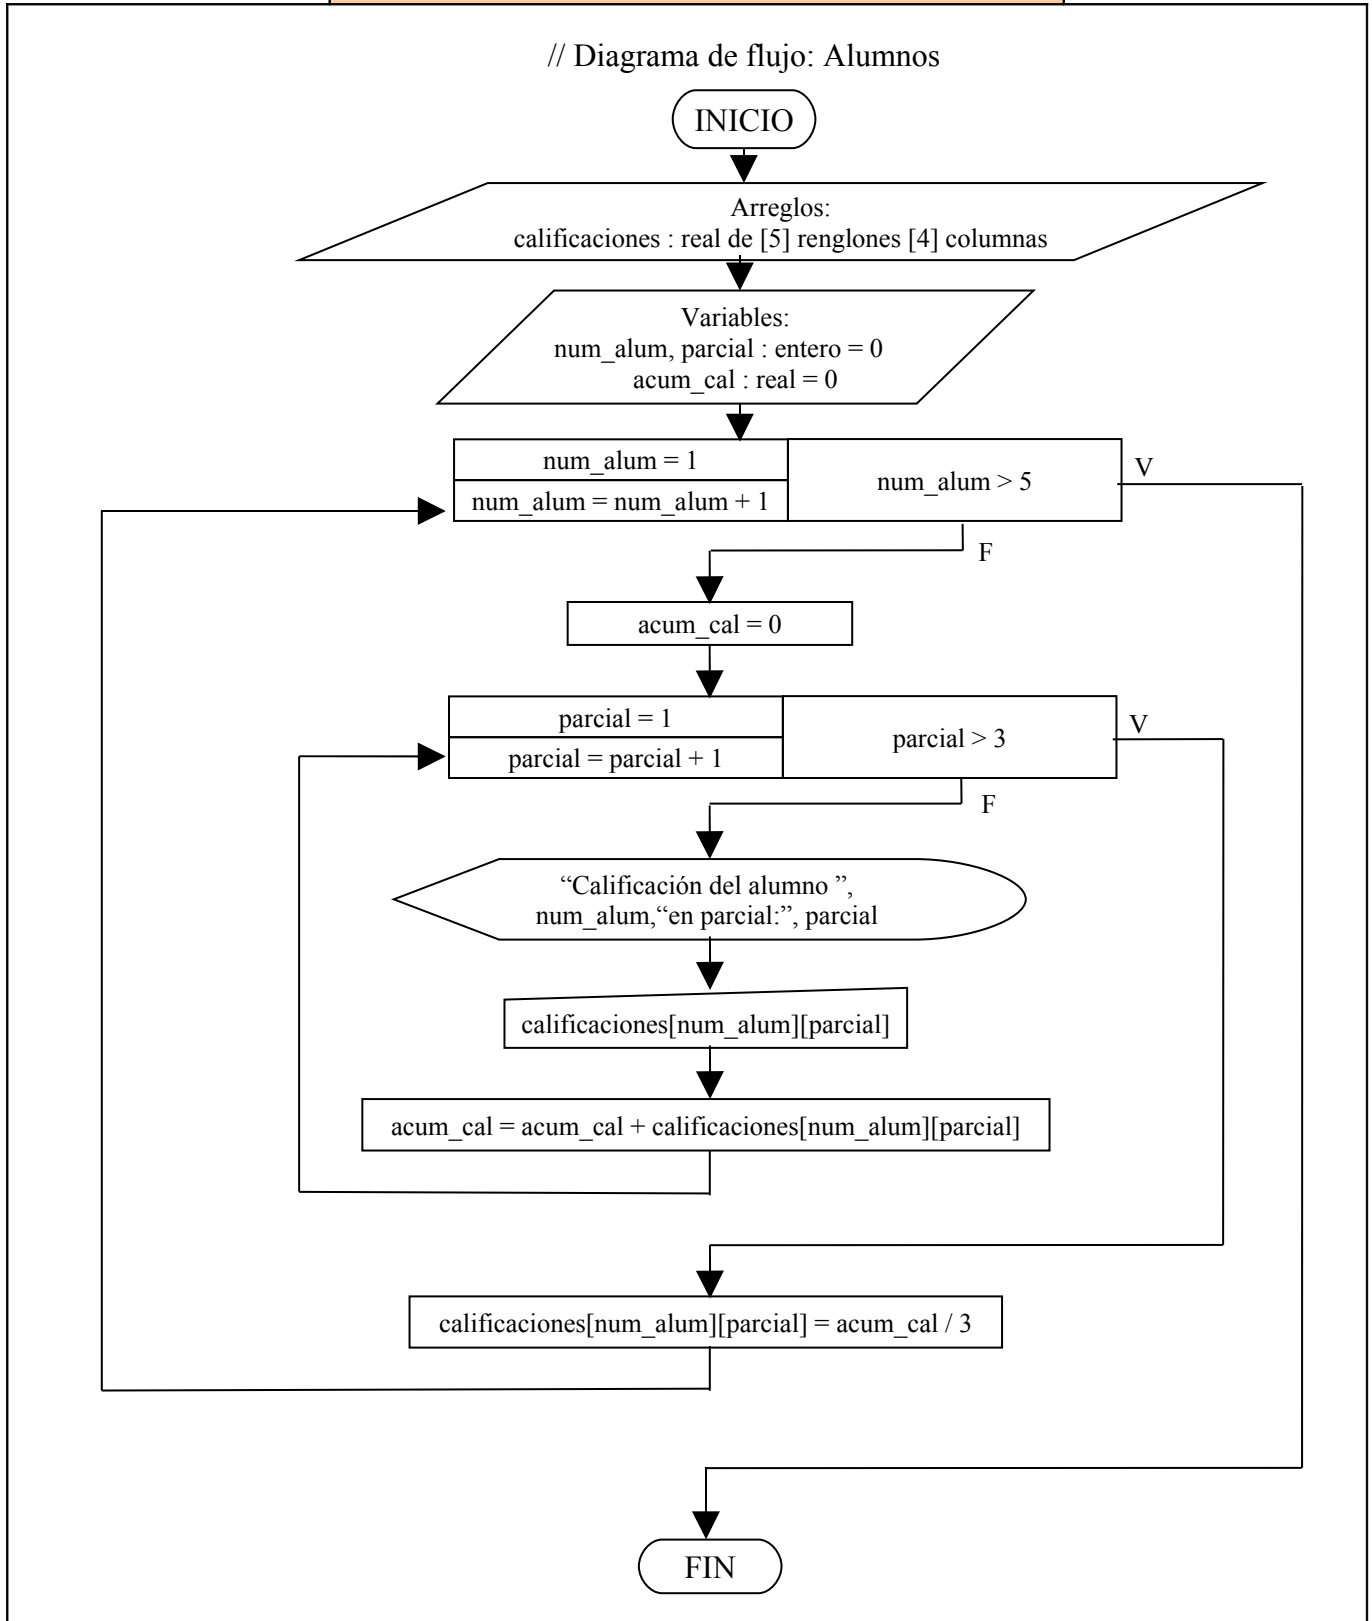 // Diagrama de flujo: Alumnos
INICIO
Arreglos:
calificaciones : real de [5] renglones [4] columnas
Variables:
num_alum, parcial : entero = 0
acum_cal : real = 0
num_alum = 1
num_alum = num_alum + 1
num_alum > 5
V
F
acum_cal = 0
parcial = 1
parcial = parcial + 1
parcial > 3
V
F
“Calificación del alumno ”,
num_alum,“en parcial:”, parcial
calificaciones[num_alum][parcial]
acum_cal = acum_cal + calificaciones[num_alum][parcial]
calificaciones[num_alum][parcial] = acum_cal / 3
FIN